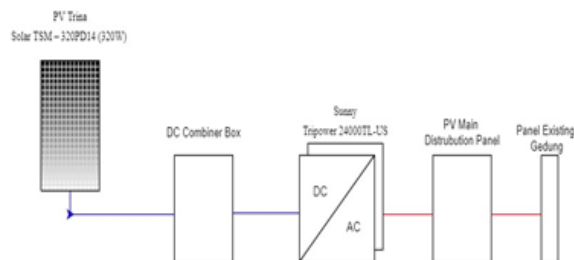 PV Trina
Solar TSM – 320PD14 (320W)
DC Combiner Box
Sunny
Tripower 24000TL-US
PV Main
Distrubution Panel
Panel Existing
Gedung
DC
AC